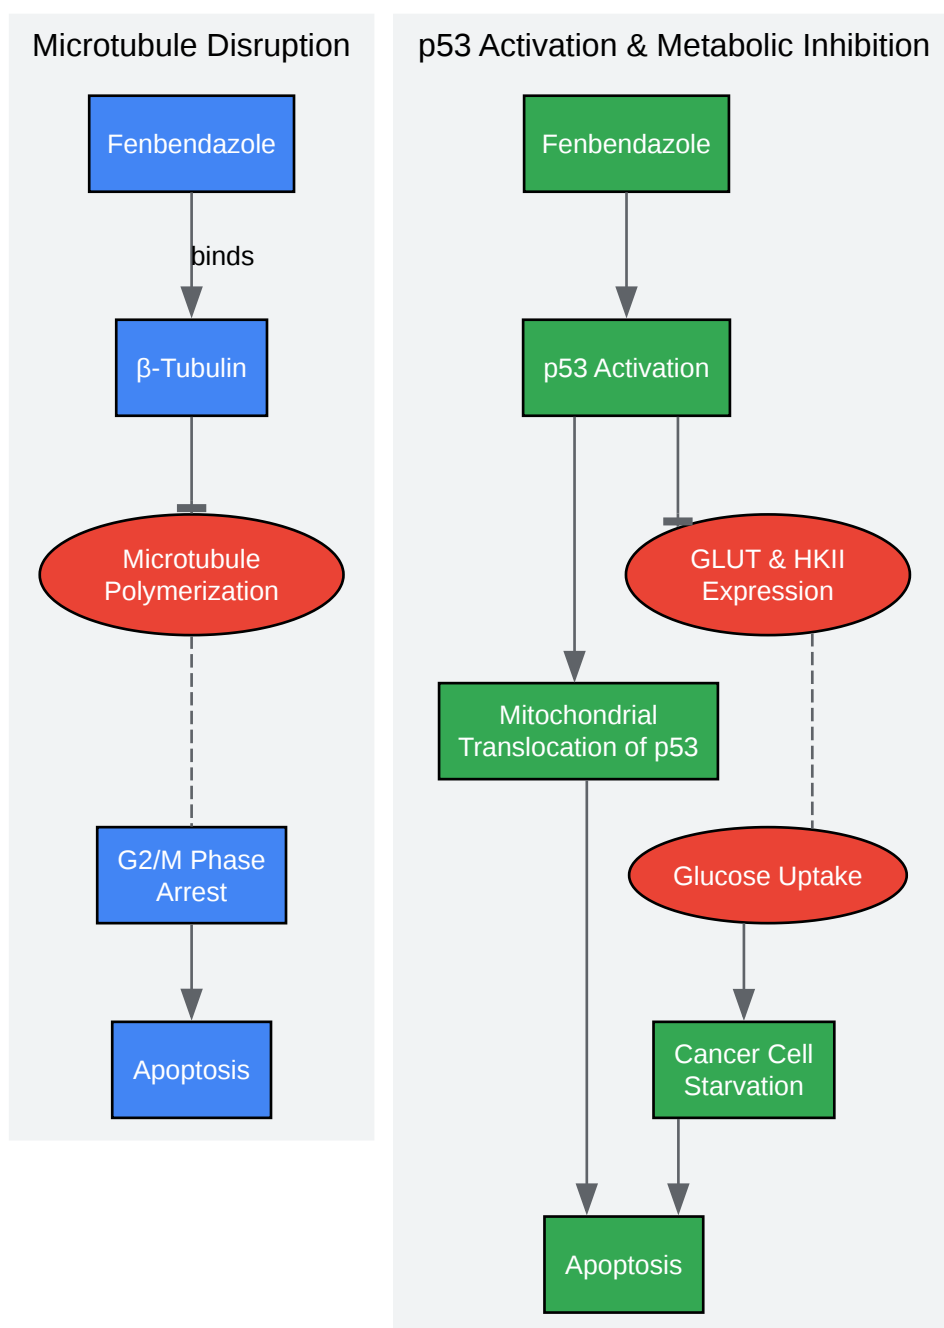 Microtubule Disruption
Fenbendazole
binds
β-Tubulin
Microtubule
Polymerization
G2/M Phase
Arrest
Apoptosis
p53 Activation & Metabolic Inhibition
Fenbendazole
p53 Activation
GLUT & HKII
Expression
Mitochondrial
Translocation of p53
Glucose Uptake
Cancer Cell
Starvation
Apoptosis